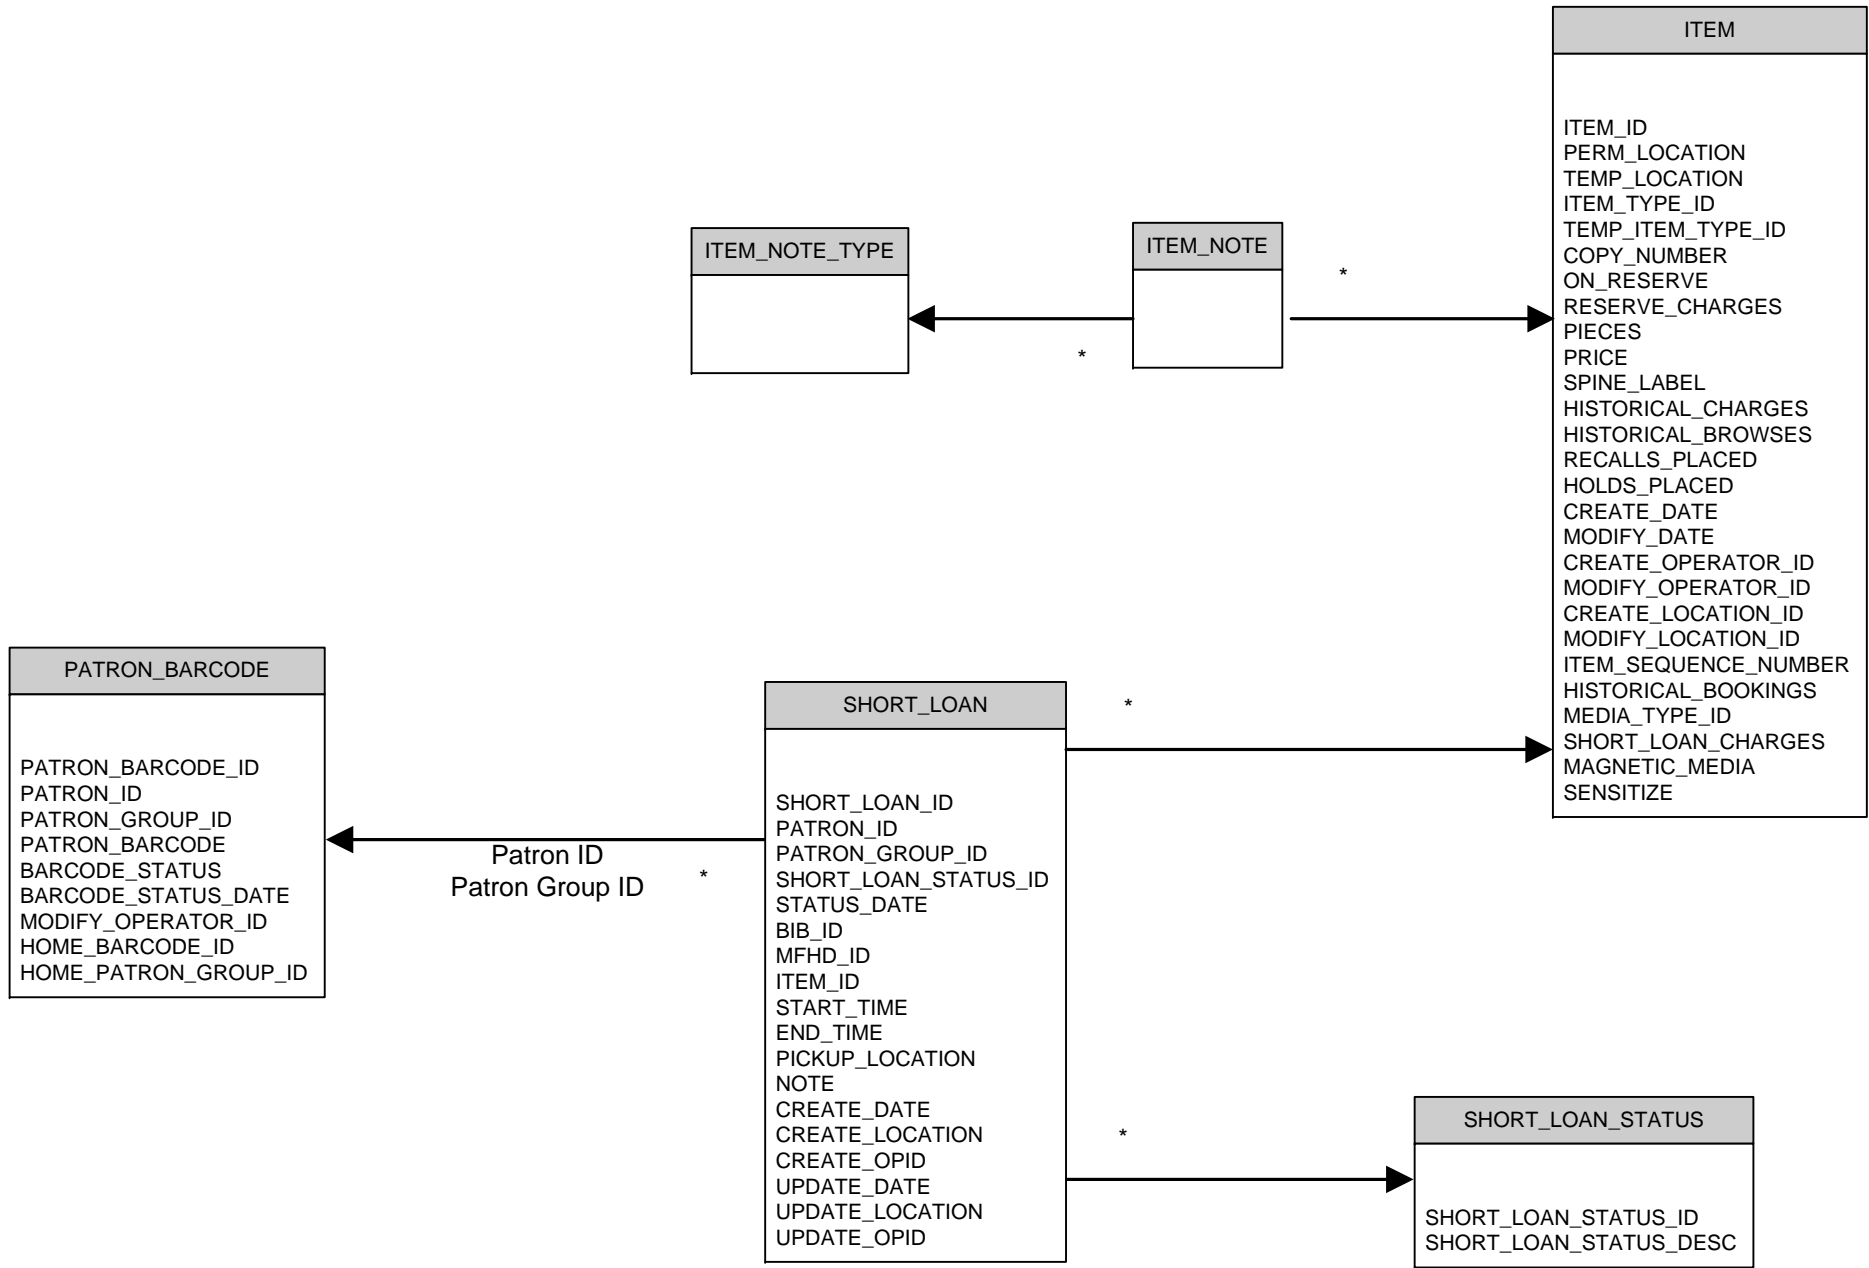 ITEM
ITEM_ID
PERM_LOCATION
TEMP_LOCATION
ITEM_TYPE_ID
TEMP_ITEM_TYPE_ID
COPY_NUMBER
ON_RESERVE
RESERVE_CHARGES
PIECES
PRICE
SPINE_LABEL
HISTORICAL_CHARGES
HISTORICAL_BROWSES
RECALLS_PLACED
HOLDS_PLACED
CREATE_DATE
MODIFY_DATE
CREATE_OPERATOR_ID
MODIFY_OPERATOR_ID
CREATE_LOCATION_ID
MODIFY_LOCATION_ID
ITEM_SEQUENCE_NUMBER
HISTORICAL_BOOKINGS
MEDIA_TYPE_ID
SHORT_LOAN_CHARGES
MAGNETIC_MEDIA
SENSITIZE
ITEM_NOTE_TYPE
*
ITEM_NOTE
*
PATRON_BARCODE
PATRON_BARCODE_ID
PATRON_ID
PATRON_GROUP_ID
PATRON_BARCODE
BARCODE_STATUS
BARCODE_STATUS_DATE
MODIFY_OPERATOR_ID
HOME_BARCODE_ID
HOME_PATRON_GROUP_ID
Patron ID
Patron Group ID
*
SHORT_LOAN
SHORT_LOAN_ID
PATRON_ID
PATRON_GROUP_ID
SHORT_LOAN_STATUS_ID
STATUS_DATE
BIB_ID
MFHD_ID
ITEM_ID
START_TIME
END_TIME
PICKUP_LOCATION
NOTE
CREATE_DATE
CREATE_LOCATION
CREATE_OPID
UPDATE_DATE
UPDATE_LOCATION
UPDATE_OPID
*
*
SHORT_LOAN_STATUS
SHORT_LOAN_STATUS_ID
SHORT_LOAN_STATUS_DESC